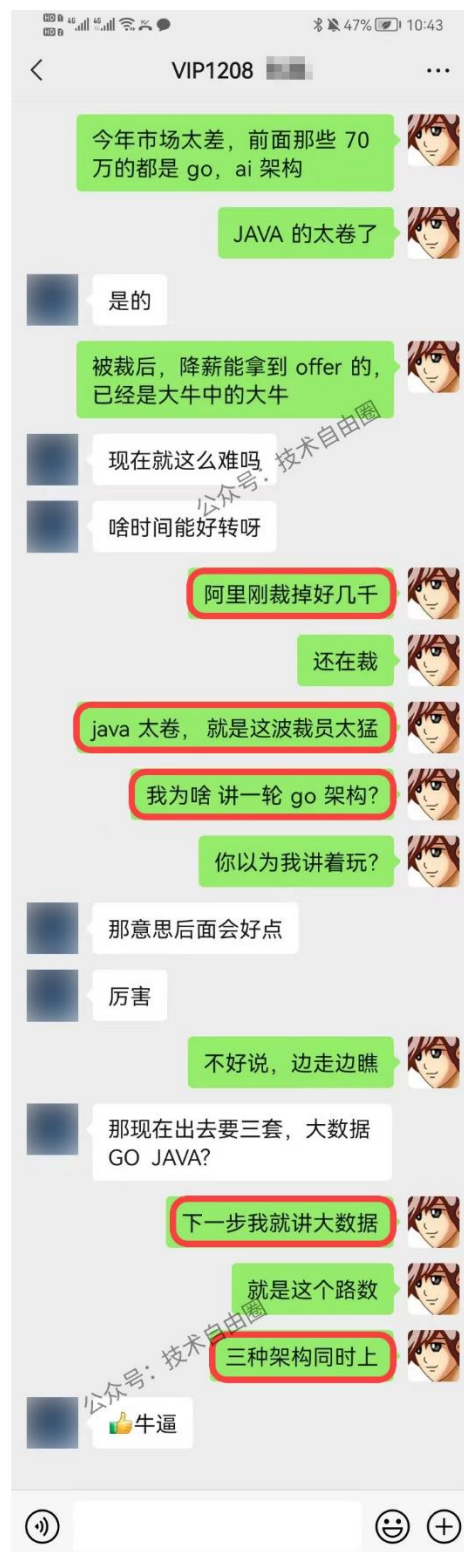 HD
HD
46
46
47%
10:43
VIP1208
今年市场太差，前面那些 70
万的都是 go，ai 架构
JAVA 的太卷了
是的
被裁后，降薪能拿到 offer 的，
已经是大牛中的大牛
现在就这么难吗
公众号：技术自由圈
啥时间能好转呀
阿里刚裁掉好几千
还在裁
java 太卷， 就是这波裁员太猛
我为啥 讲一轮 go 架构？
你以为我讲着玩？
那意思后面会好点
厉害
不好说，边走边瞧
那现在出去要三套，大数据
GO JAVA?
下一步我就讲大数据
就是这个路数
公众号：技术自由圈
三种架构同时上
👍牛逼